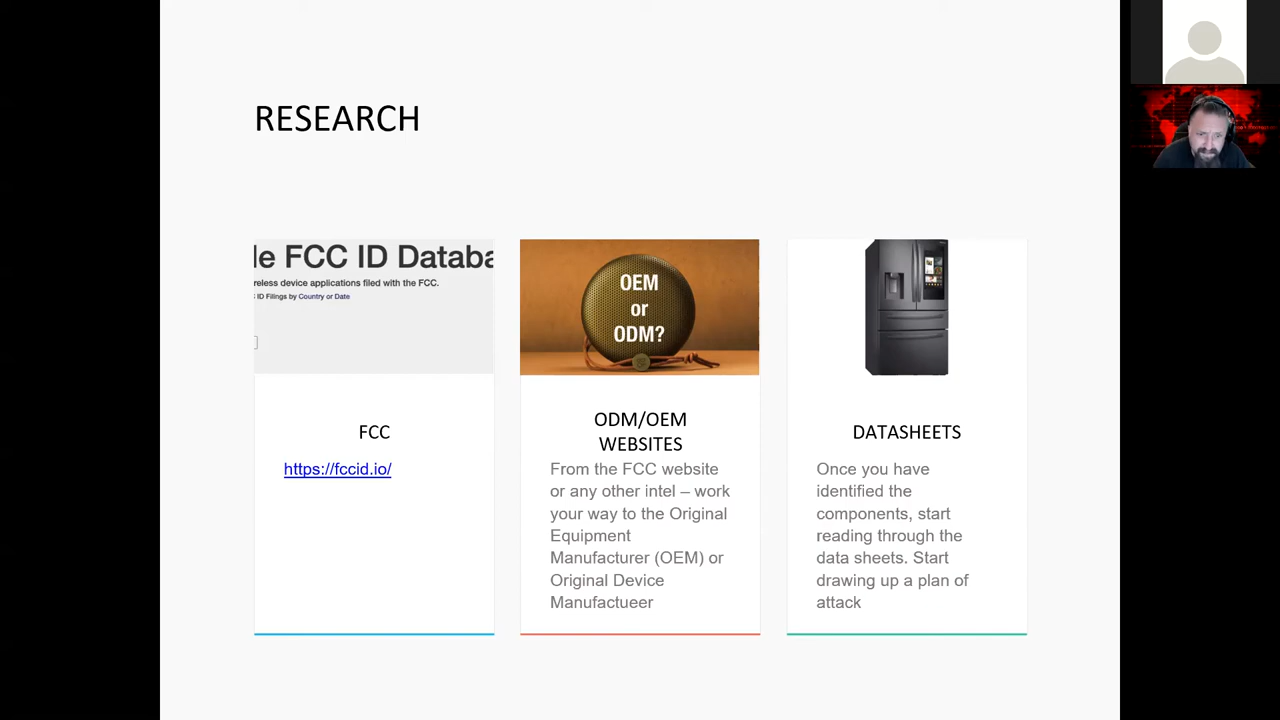 RESEARCH
le FCC ID Databa
reless device applications filed with the FCC.
ID Filings by Country or Date
FCC
https://fccid.io/
OEM
or
ODM?
ODM/OEM
WEBSITES
From the FCC website
or any other intel – work
your way to the Original
Equipment
Manufacturer (OEM) or
Original Device
Manufactueer
DATASHEETS
Once you have
identified the
components, start
reading through the
data sheets. Start
drawing up a plan of
attack